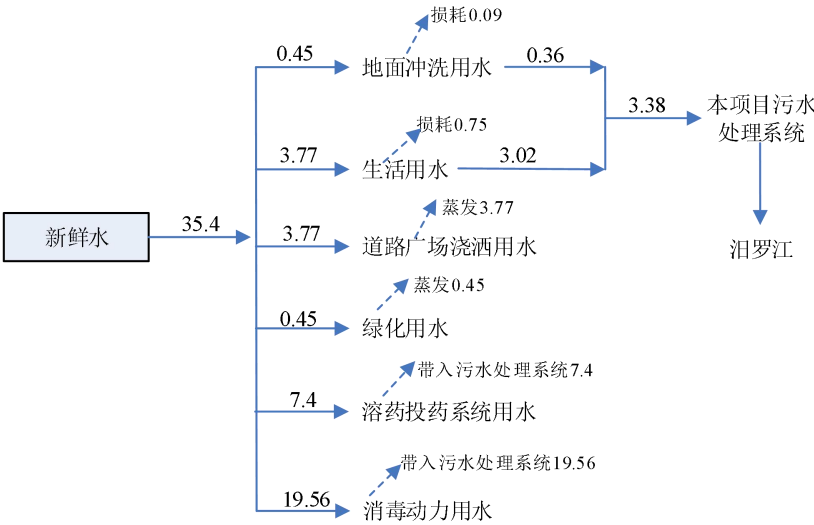 损耗0.09
0.45
地面冲洗用水
0.36
3.38
本项目污水
处理系统
损耗0.75
3.77
生活用水
3.02
蒸发3.77
新鲜水
35.4
3.77
道路广场浇洒用水
汨罗江
蒸发0.45
0.45
绿化用水
带入污水处理系统7.4
7.4
溶药投药系统用水
带入污水处理系统19.56
19.56
消毒动力用水